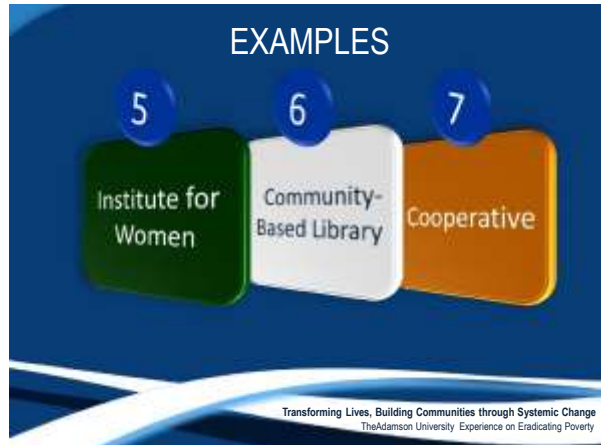 EXAMPLES
5
Institute for
Women
6
Community-
Based Library
7
Cooperative
Transforming Lives, Building Communities through Systemic Change
TheAdamson University Experience on Eradicating Poverty